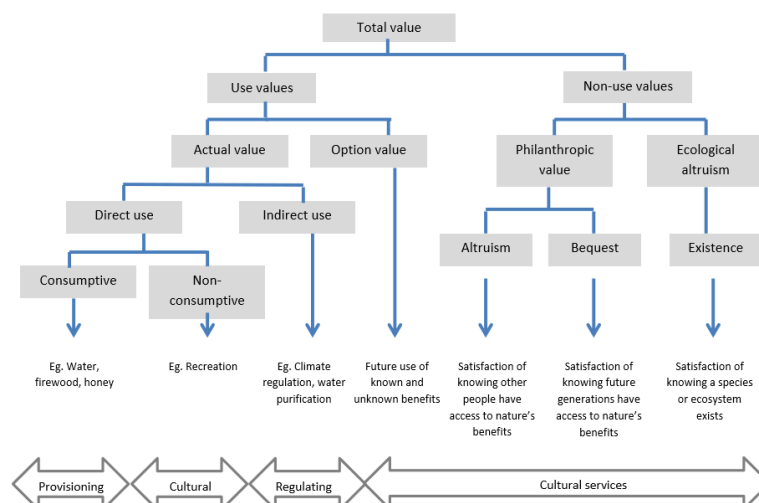 Total value
Use values
Non-use values
Actual value
Option value
Philanthropic
value
Ecological
altruism
Direct use
Indirect use
Altruism
Bequest
Existence
Consumptive
Non-
consumptive
Eg. Water,
firewood, honey
Eg. Recreation
Eg. Climate
regulation, water
purification
Future use of
known and
unknown benefits
Satisfaction of
knowing other
people have
access to nature's
benefits
Satisfaction of
knowing future
generations have
access to nature's
benefits
Satisfaction of
knowing a species
or ecosystem
exists
Provisioning
Cultural
Regulating
Cultural services